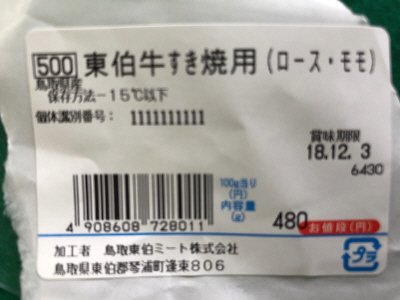 500 東伯牛すき焼用(ロース・モモ)
鳥取県産
保存方法-15℃以下
個体識別番号: 1111111111
賞味期限
18.12. 3
6430
100g当り
(円)
内容量
(g)
4 908608 728011
480 お値段(円)
加工者 鳥取東伯ミート株式会社
鳥取県東伯郡琴浦町逢束806
プラ